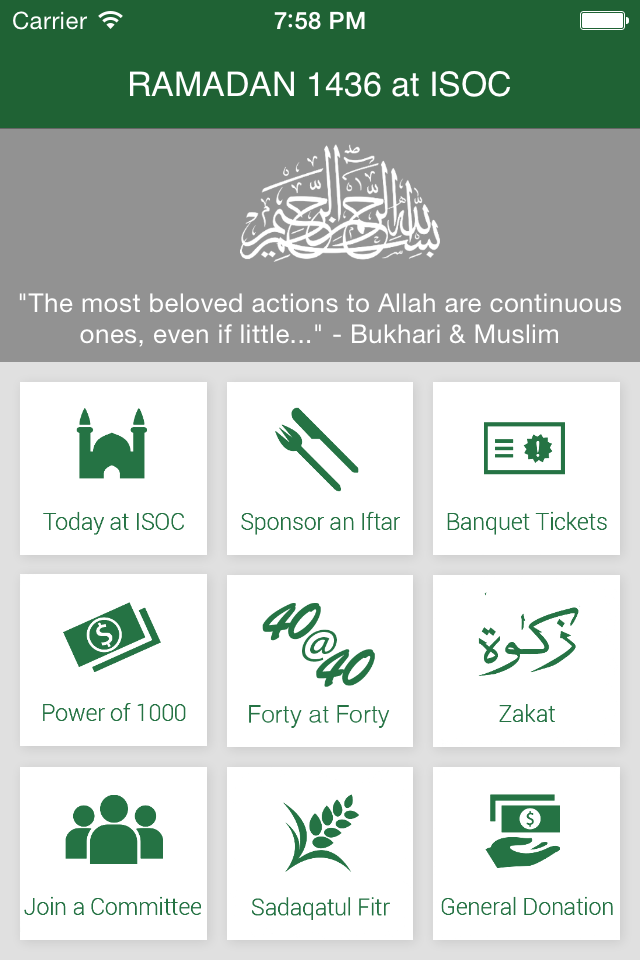 Carrier 7:58 PM
RAMADAN 1436 at ISOC
بسم الله الرحمن الرحيم
"The most beloved actions to Allah are continuous
ones, even if little..." - Bukhari & Muslim
Today at ISOC
Sponsor an Iftar
Banquet Tickets
$
40
@
40
زكوة
Power of 1000
Forty at Forty
Zakat
$
Join a Committee
Sadaqatul Fitr
General Donation